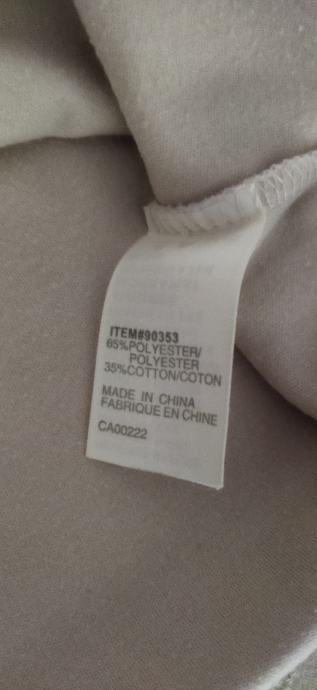 ITEM#90353
65%POLYESTER/
POLYESTER
35%COTTON/COTON
MADE IN CHINA
FABRIQUE EN CHINE
CA00222